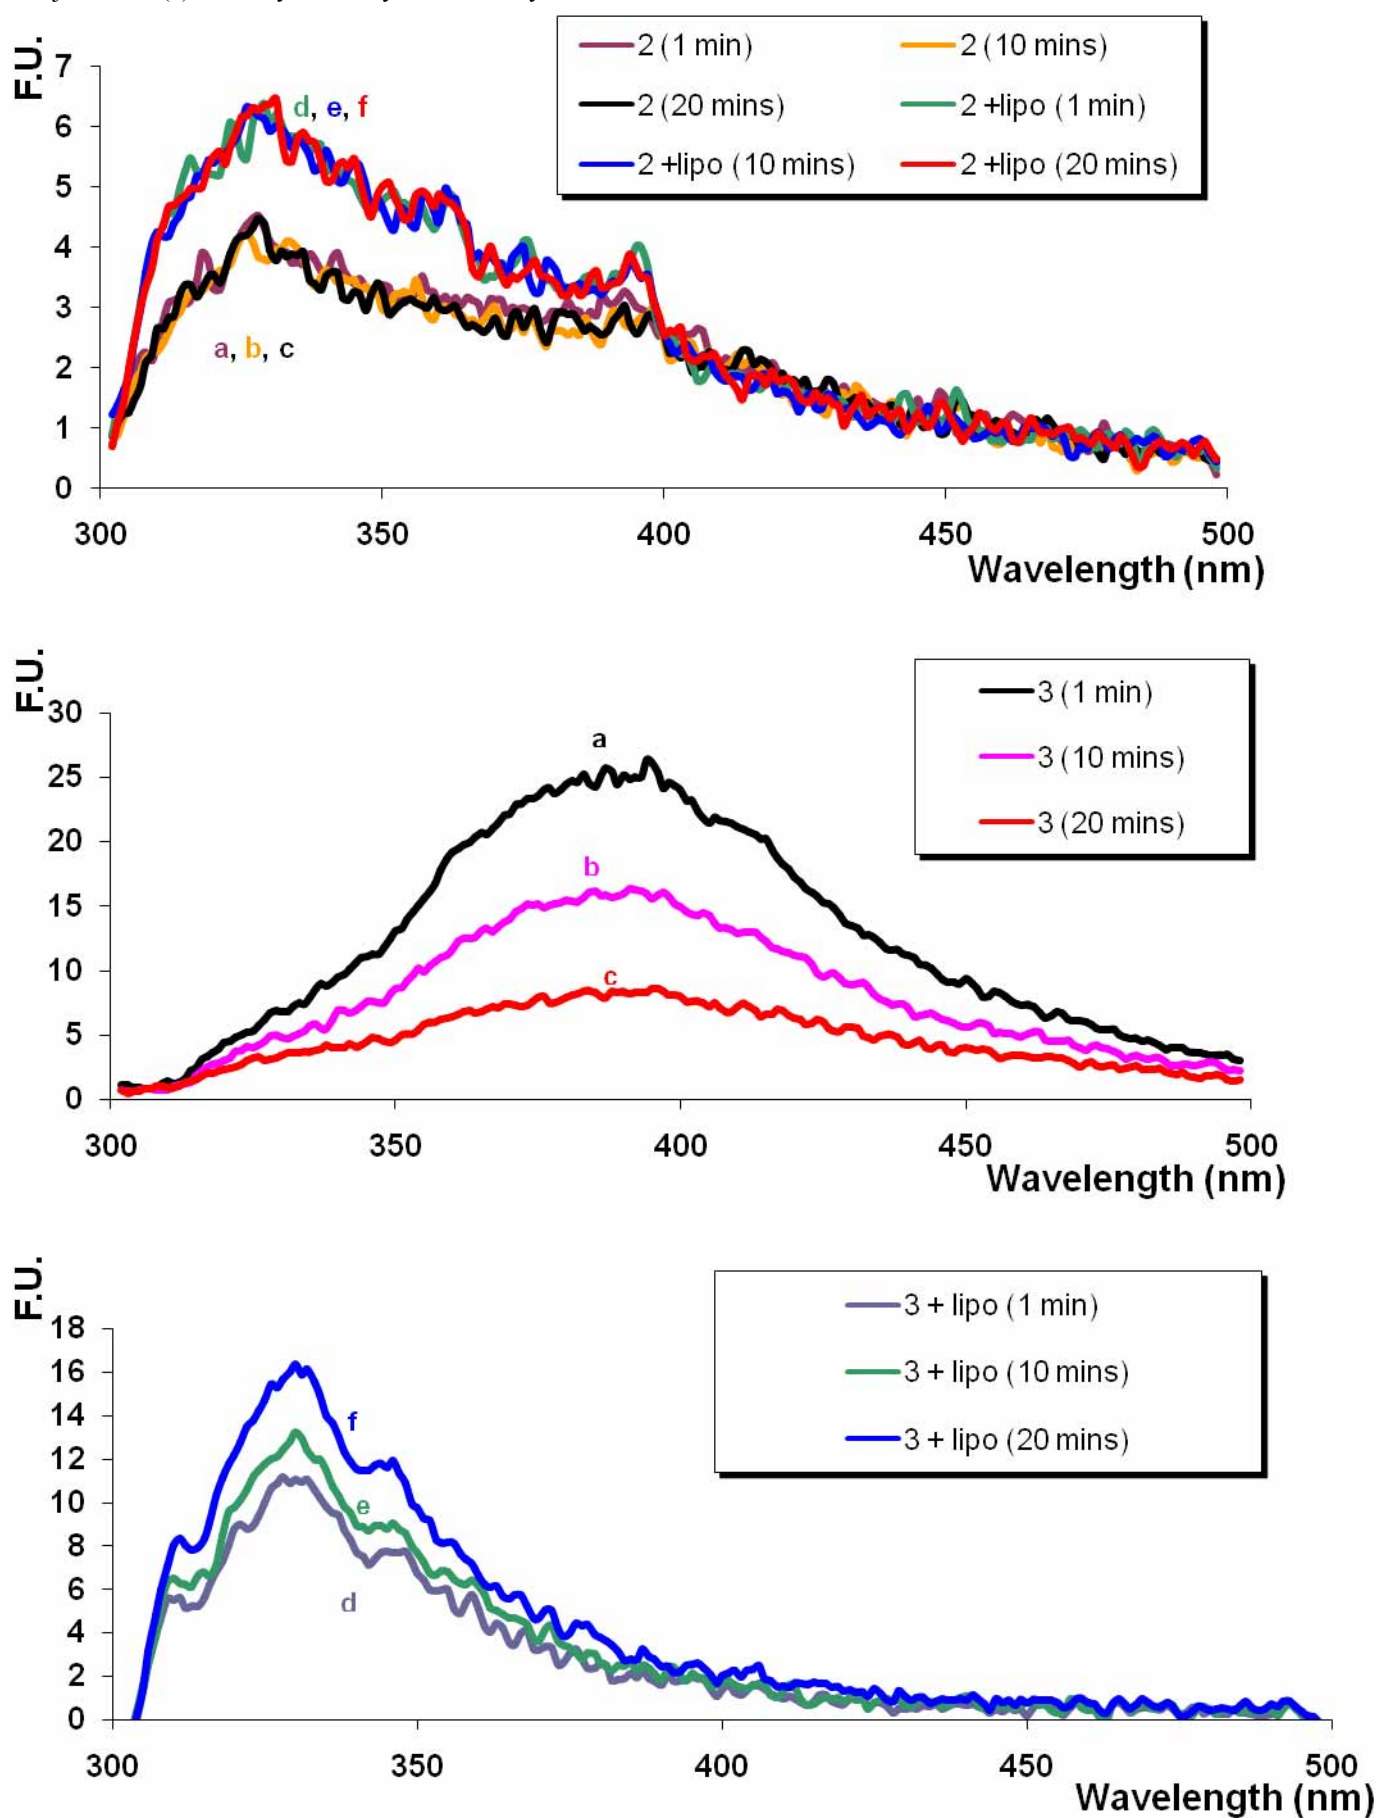 F.U.
2 (1 min)
2 (10 mins)
2 (20 mins)
2 +lipo (1 min)
2 +lipo (10 mins)
2 +lipo (20 mins)
7
6
5
4
3
2
1
0
d, e, f
a, b, c
300 350 400 450 500
Wavelength (nm)
F.U.
3 (1 min)
3 (10 mins)
3 (20 mins)
30
25
20
15
10
5
0
a
b
c
300 350 400 450 500
Wavelength (nm)
F.U.
3 + lipo (1 min)
3 + lipo (10 mins)
3 + lipo (20 mins)
18
16
14
12
10
8
6
4
2
0
f
e
d
300 350 400 450 500
Wavelength (nm)